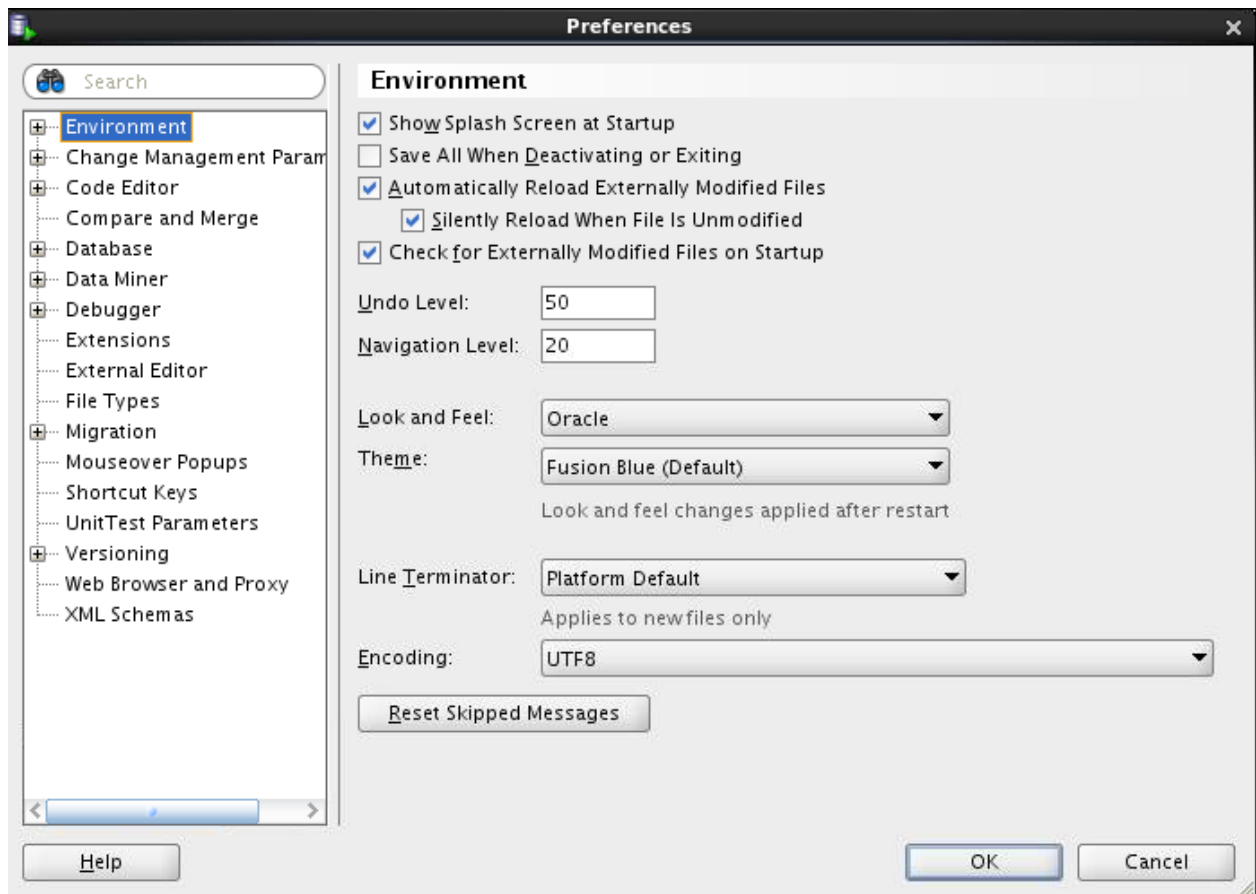 Preferences
Search
Environment
Change Management Param
Code Editor
Compare and Merge
Database
Data Miner
Debugger
Extensions
External Editor
File Types
Migration
Mouseover Popups
Shortcut Keys
UnitTest Parameters
Versioning
Web Browser and Proxy
XML Schemas
Environment
Show Splash Screen at Startup
Save All When Deactivating or Exiting
Automatically Reload Externally Modified Files
Silently Reload When File Is Unmodified
Check for Externally Modified Files on Startup
Undo Level: 50
Navigation Level: 20
Look and Feel: Oracle
Theme: Fusion Blue (Default)
Look and feel changes applied after restart
Line Terminator: Platform Default
Applies to new files only
Encoding: UTF8
Reset Skipped Messages
Help OK Cancel